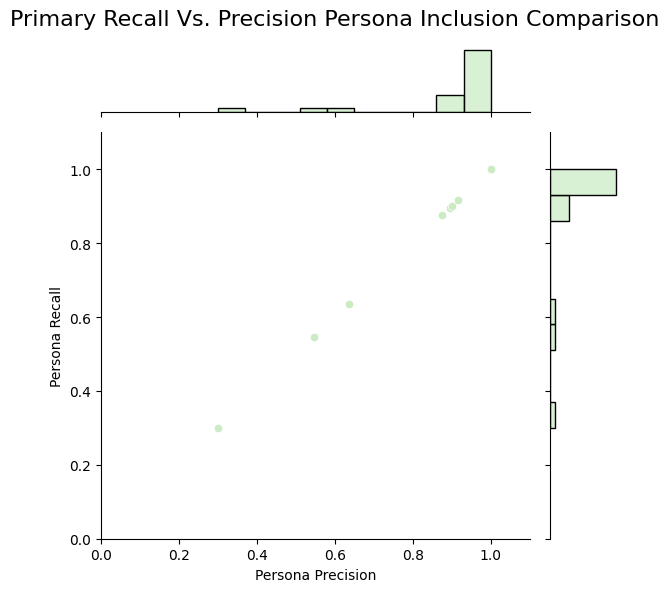 Primary Recall Vs. Precision Persona Inclusion Comparison
1.0
0.8
0.6
0.4
0.2
0.0
Persona Recall
0.0 0.2 0.4 0.6 0.8 1.0
Persona Precision